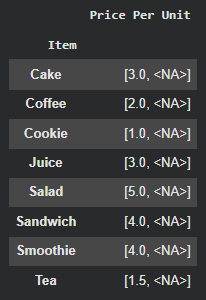 Price Per Unit
Item
Cake [3.0, <NA>]
Coffee [2.0, <NA>]
Cookie [1.0, <NA>]
Juice [3.0, <NA>]
Salad [5.0, <NA>]
Sandwich [4.0, <NA>]
Smoothie [4.0, <NA>]
Tea [1.5, <NA>]